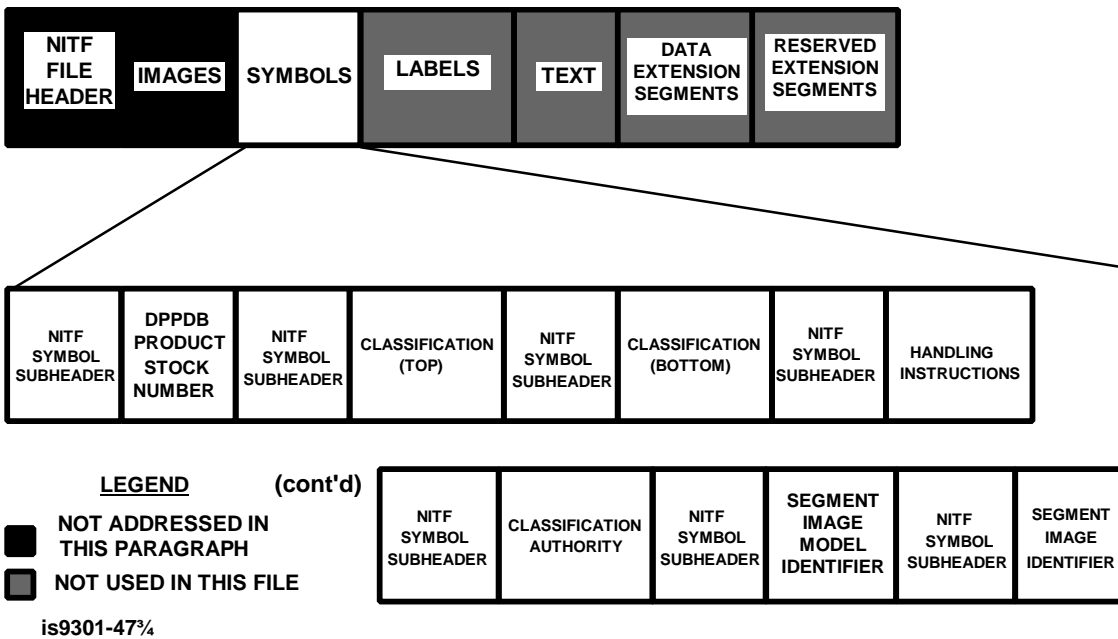 NITF
FILE
HEADER
IMAGES
SYMBOLS
LABELS
TEXT
DATA
EXTENSION
SEGMENTS
RESERVED
EXTENSION
SEGMENTS
NITF
SYMBOL
SUBHEADER
DPPDB
PRODUCT
STOCK
NUMBER
NITF
SYMBOL
SUBHEADER
CLASSIFICATION
(TOP)
NITF
SYMBOL
SUBHEADER
CLASSIFICATION
(BOTTOM)
NITF
SYMBOL
SUBHEADER
HANDLING
INSTRUCTIONS
LEGEND
NOT ADDRESSED IN
THIS PARAGRAPH
NOT USED IN THIS FILE
(cont'd)
NITF
SYMBOL
SUBHEADER
CLASSIFICATION
AUTHORITY
NITF
SYMBOL
SUBHEADER
SEGMENT
IMAGE
MODEL
IDENTIFIER
NITF
SYMBOL
SUBHEADER
SEGMENT
IMAGE
IDENTIFIER
is9301-47¾